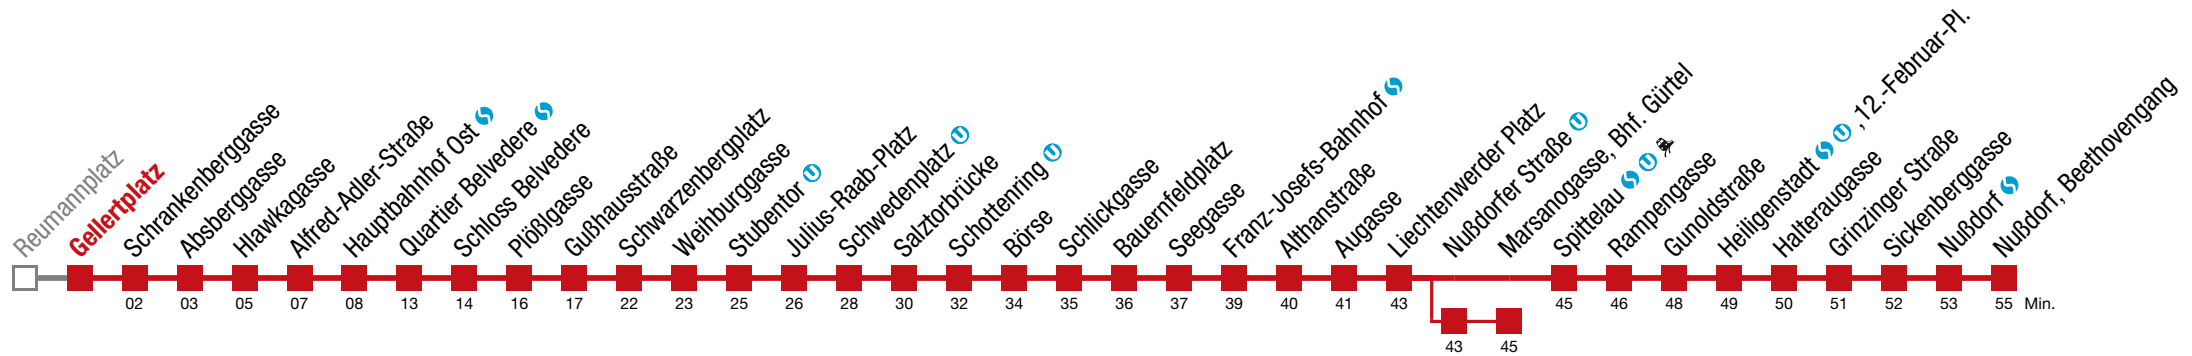 Reumannplatz
Gellertplatz
Schrankenberggasse
Absberggasse
Hlawkagasse
Alfred-Adler-Straße
Hauptbahnhof Ost
Quartier Belvedere
Schloss Belvedere
Plößlgasse
Gußhausstraße
Schwarzenbergplatz
Weihburggasse
Stubentor U
Julius-Raab-Platz
Schwedenplatz U
Salztorbrücke
Schottenring U
Börse
Schlickgasse
Bauernfeldplatz
Seegasse
Franz-Josefs-Bahnhof
Althanstraße
Augasse
Liechtenwerder Platz
Nußdorfer Straße U
Marsanogasse, Bhf. Gürtel
Spittelau U
Rampengasse
Gunoldstraße
Heiligenstadt U , 12.-Februar-Pl.
Halteraugasse
Grinzinger Straße
Sickenberggasse
Nußdorf
Nußdorf, Beethovengang
02 03 05 07 08 13 14 16 17 22 23 25 26 28 30 32 34 35 36 37 39 40 41 43 45 46 48 49 50 51 52 53 55 Min.
43 45